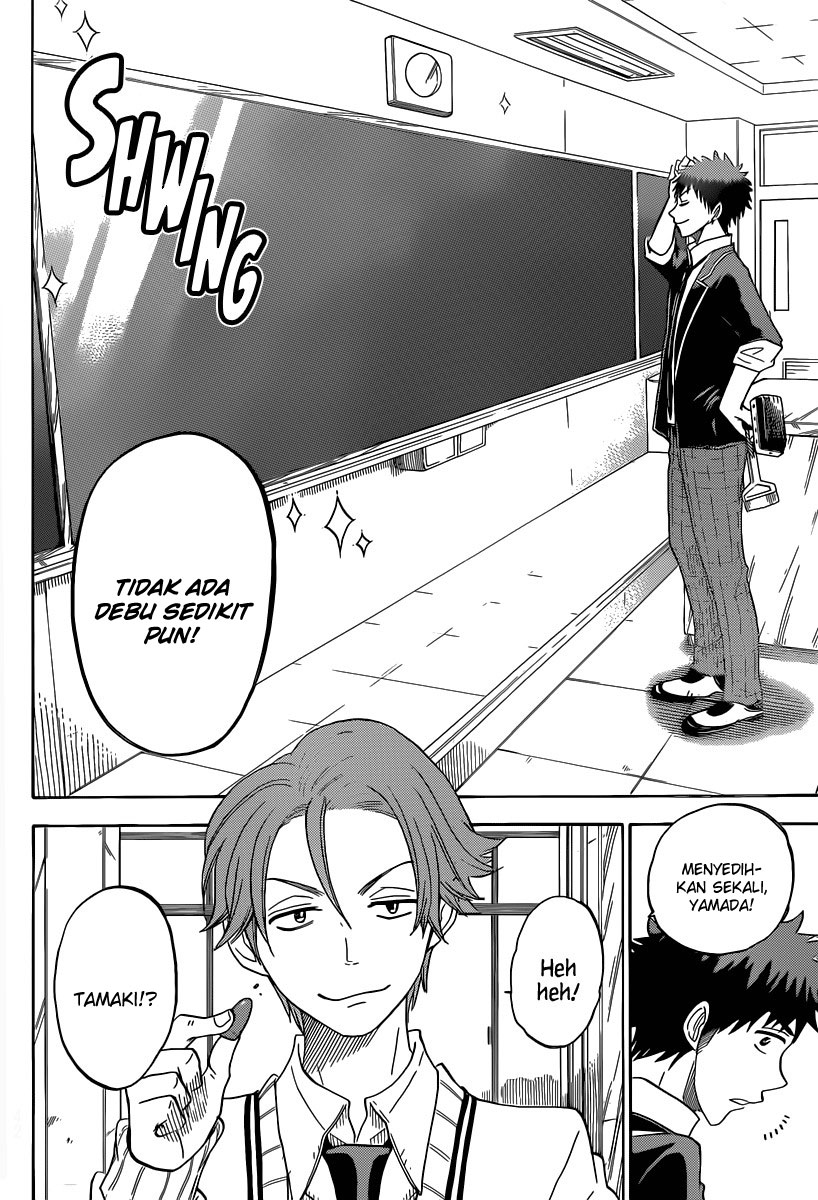 SHWING
TIDAK ADA
DEBU SEDIKIT
PUN!
MENYEDIH-
KAN SEKALI,
YAMADA!
Heh
heh!
TAMAKI!?